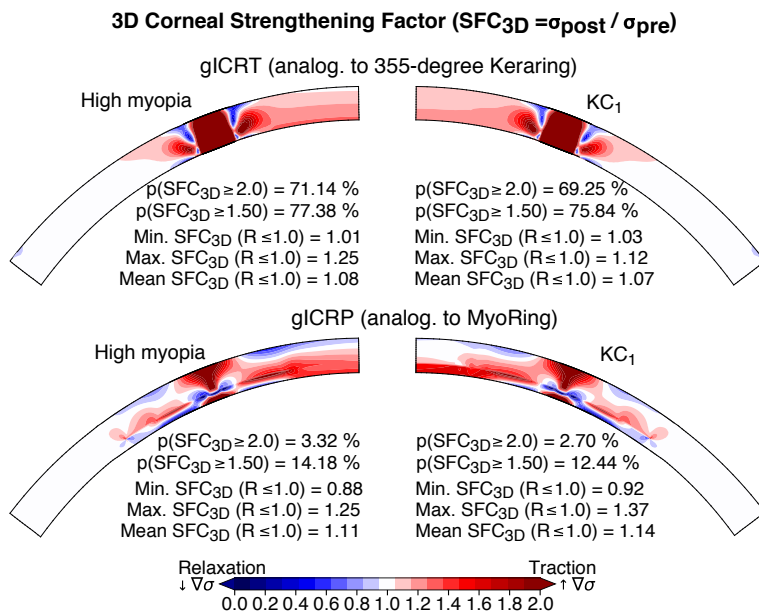 3D Corneal Strengthening Factor (SFC3D =σpost / σpre)
gICRT (analog. to 355-degree Keraring)
High myopia
KC1
p(SFC3D ≥ 2.0) = 71.14 %
p(SFC3D ≥ 1.50) = 77.38 %
Min. SFC3D (R ≤ 1.0) = 1.01
Max. SFC3D (R ≤ 1.0) = 1.25
Mean SFC3D (R ≤ 1.0) = 1.08
p(SFC3D ≥ 2.0) = 69.25 %
p(SFC3D ≥ 1.50) = 75.84 %
Min. SFC3D (R ≤ 1.0) = 1.03
Max. SFC3D (R ≤ 1.0) = 1.12
Mean SFC3D (R ≤ 1.0) = 1.07
gICRP (analog. to MyoRing)
High myopia
KC1
p(SFC3D ≥ 2.0) = 3.32 %
p(SFC3D ≥ 1.50) = 14.18 %
Min. SFC3D (R ≤ 1.0) = 0.88
Max. SFC3D (R ≤ 1.0) = 1.25
Mean SFC3D (R ≤ 1.0) = 1.11
p(SFC3D ≥ 2.0) = 2.70 %
p(SFC3D ≥ 1.50) = 12.44 %
Min. SFC3D (R ≤ 1.0) = 0.92
Max. SFC3D (R ≤ 1.0) = 1.37
Mean SFC3D (R ≤ 1.0) = 1.14
Relaxation
↓ ∇σ
Traction
↑ ∇σ
0.0 0.2 0.4 0.6 0.8 1.0 1.2 1.4 1.6 1.8 2.0